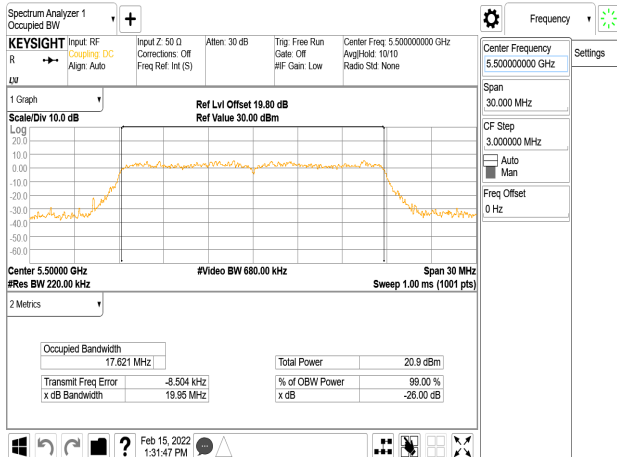 Spectrum Analyzer 1
Occupied BW
Frequency
KEYSIGHT
R
LXI
Input: RF
Coupling: DC
Align: Auto
Input Z: 50 Ω
Corrections: Off
Freq Ref: Int (S)
Atten: 30 dB
Trig: Free Run
Gate: Off
#IF Gain: Low
Center Freq: 5.500000000 GHz
Avg|Hold: 10/10
Radio Std: None
Center Frequency
5.500000000 GHz
Settings
Span
30.000 MHz
CF Step
3.000000 MHz
Auto
Man
Freq Offset
0 Hz
1 Graph
Scale/Div 10.0 dB
Ref Lvl Offset 19.80 dB
Ref Value 30.00 dBm
Log
20.0
10.0
0.00
-10.0
-20.0
-30.0
-40.0
-50.0
-60.0
Center 5.50000 GHz
#Res BW 220.00 kHz
#Video BW 680.00 kHz
Span 30 MHz
Sweep 1.00 ms (1001 pts)
2 Metrics
Occupied Bandwidth
17.621 MHz
Total Power 20.9 dBm
Transmit Freq Error -8.504 kHz
% of OBW Power 99.00 %
x dB Bandwidth 19.95 MHz
x dB -26.00 dB
?
Feb 15, 2022
1:31:47 PM